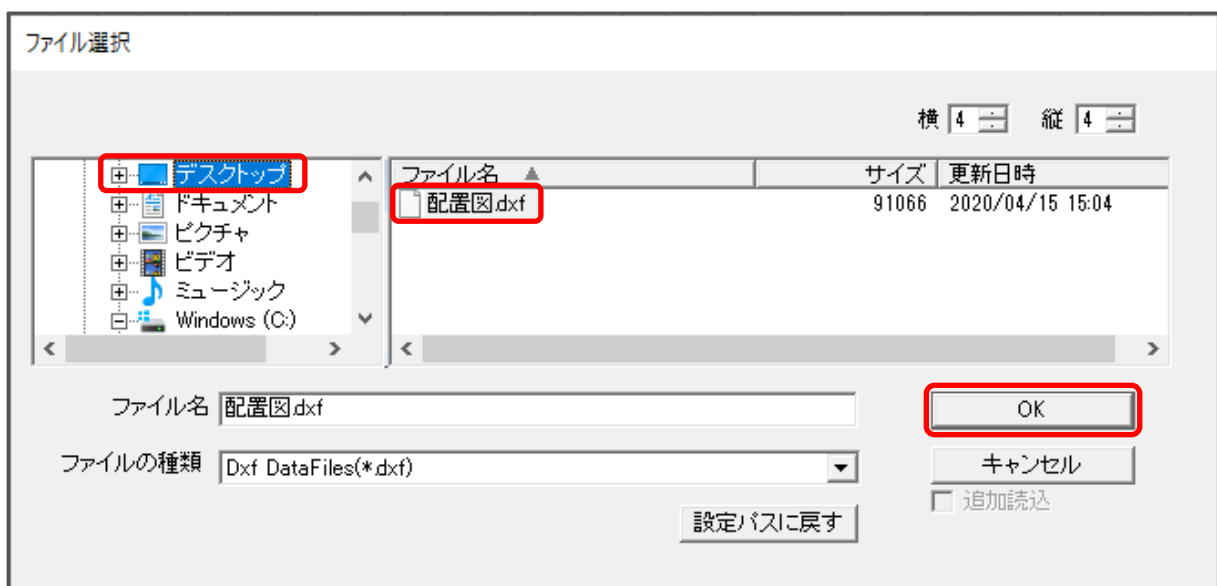 ファイル選択
横 4 縦 4
デスクトップ
ドキュメント
ピクチャ
ビデオ
ミュージック
Windows (C:)
ファイル名 サイズ 更新日時
配置図.dxf 91066 2020/04/15 15:04
ファイル名 配置図.dxf
OK
ファイルの種類 Dxf DataFiles(*.dxf)
キャンセル
追加読込
設定パスに戻す